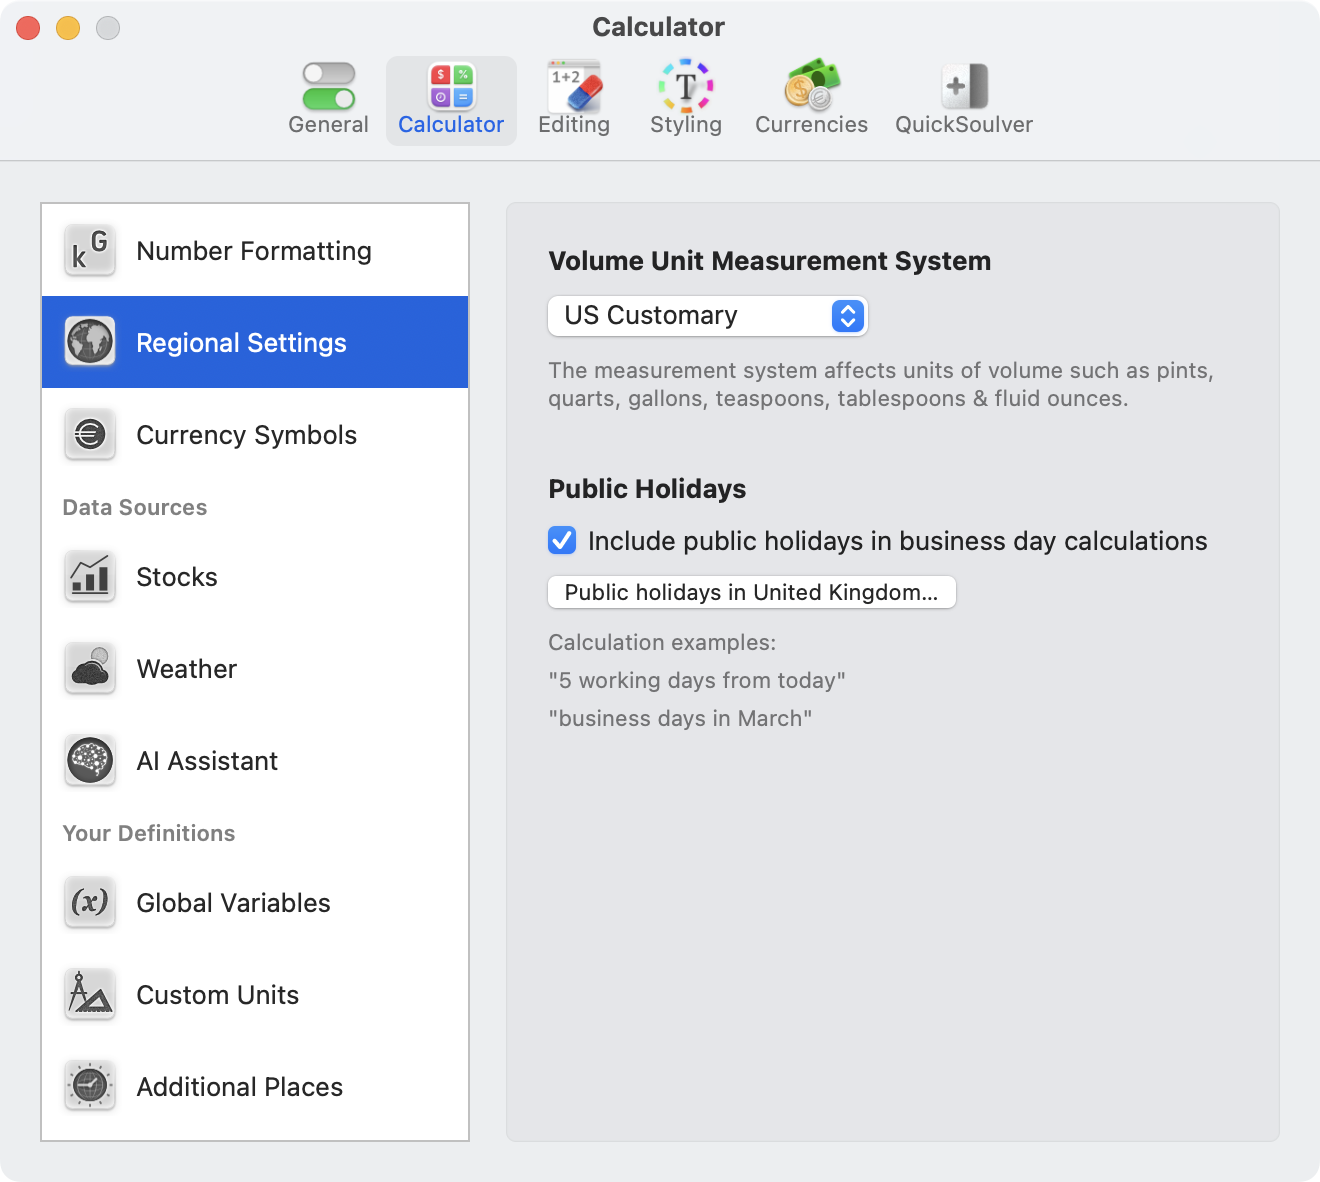 Calculator
General
Calculator
1+2
Editing
T
Styling
Currencies
QuickSoulver
k G
Number Formatting
Regional Settings
Currency Symbols
Data Sources
Stocks
Weather
AI Assistant
Your Definitions
(x)
Global Variables
Custom Units
Additional Places
Volume Unit Measurement System
US Customary
The measurement system affects units of volume such as pints,
quarts, gallons, teaspoons, tablespoons & fluid ounces.
Public Holidays
Include public holidays in business day calculations
Public holidays in United Kingdom...
Calculation examples:
"5 working days from today"
"business days in March"